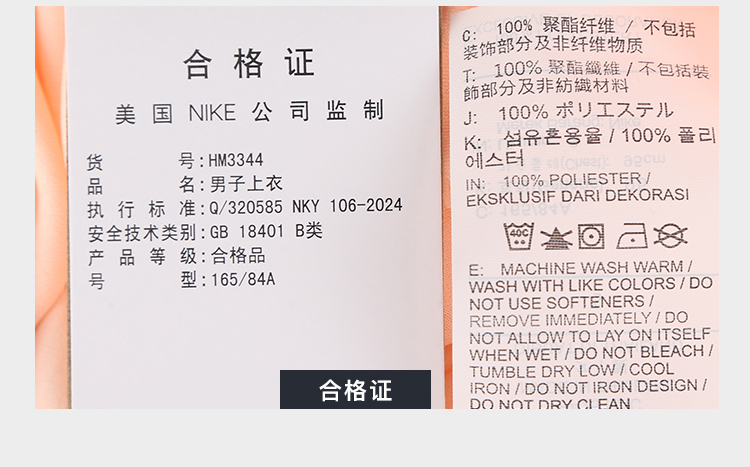 合格证
美国 NIKE 公司监制
货号:HM3344
品名:男子上衣
执行标准:Q/320585 NKY 106-2024
安全技术类别:GB 18401 B类
产品等级:合格品
号型:165/84A
合格证
C: 100% 聚酯纤维 / 不包括
装饰部分及非纤维物质
T: 100% 聚酯纖維 / 不包括裝
飾部分及非紡織材料
J: 100% ポリエステル
K: 섬유혼용율 / 100% 폴리
에스터
IN: 100% POLIESTER /
EKSKLUSIF DARI DEKORASI
40C
E: MACHINE WASH WARM /
WASH WITH LIKE COLORS / DO
NOT USE SOFTENERS /
REMOVE IMMEDIATELY / DO
NOT ALLOW TO LAY ON ITSELF
WHEN WET / DO NOT BLEACH /
TUMBLE DRY LOW / COOL
IRON / DO NOT IRON DESIGN /
DO NOT DRY CLEAN